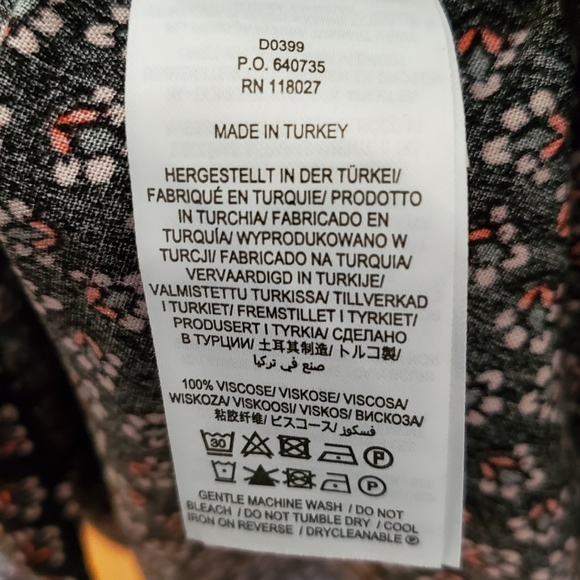 D0399
P.O. 640735
RN 118027
MADE IN TURKEY
HERGESTELLT IN DER TÜRKEI/
FABRIQUÉ EN TURQUIE/ PRODOTTO
IN TURCHIA/ FABRICADO EN
TURQUÍA/ WYPRODUKOWANO W
TURCJI/ FABRICADO NA TURQUIA/
VERVAARDIGD IN TURKIJE/
VALMISTETTU TURKISSA/ TILLVERKAD
I TURKIET/ FREMSTILLET I TYRKIET/
PRODUSERT I TYRKIA/ СДЕЛАНО
В ТУРЦИИ/ 土耳其制造/ トルコ製/
صنع في تركيا
100% VISCOSE/ VISKOSE/ VISCOSA/
WISKOZA/ VISKOOSI/ VISKOS/ ВИСКОЗА/
粘胶纤维/ ビスコース/ فسكوز
30 P
P
GENTLE MACHINE WASH / DO NOT
BLEACH / DO NOT TUMBLE DRY / COOL
IRON ON REVERSE / DRYCLEANABLE Ⓟ